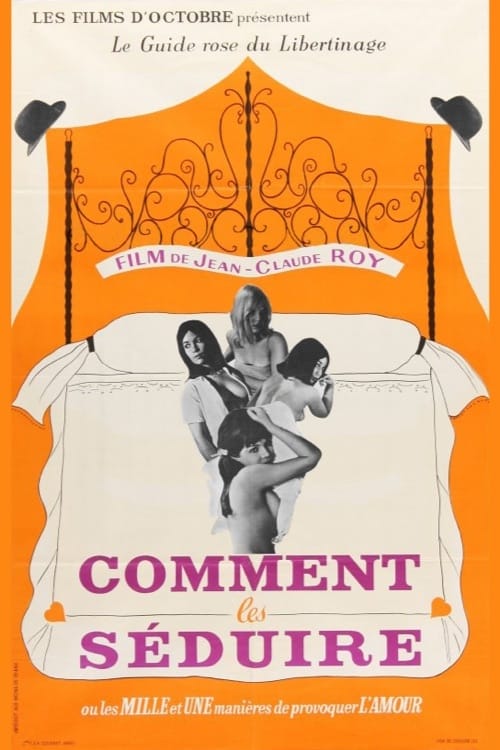 LES FILMS D'OCTOBRE présentent
Le Guide rose du Libertinage
FILM DE JEAN-CLAUDE ROY
COMMENT
les
SÉDUIRE
ou les MILLE et UNE manières de provoquer L'AMOUR